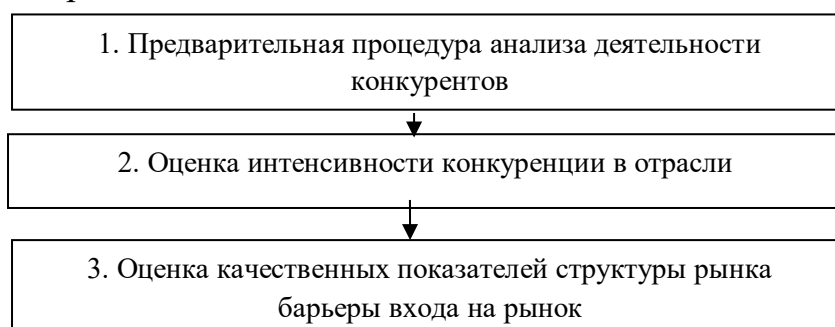 1. Предварительная процедура анализа деятельности
конкурентов
2. Оценка интенсивности конкуренции в отрасли
3. Оценка качественных показателей структуры рынка
барьеры входа на рынок